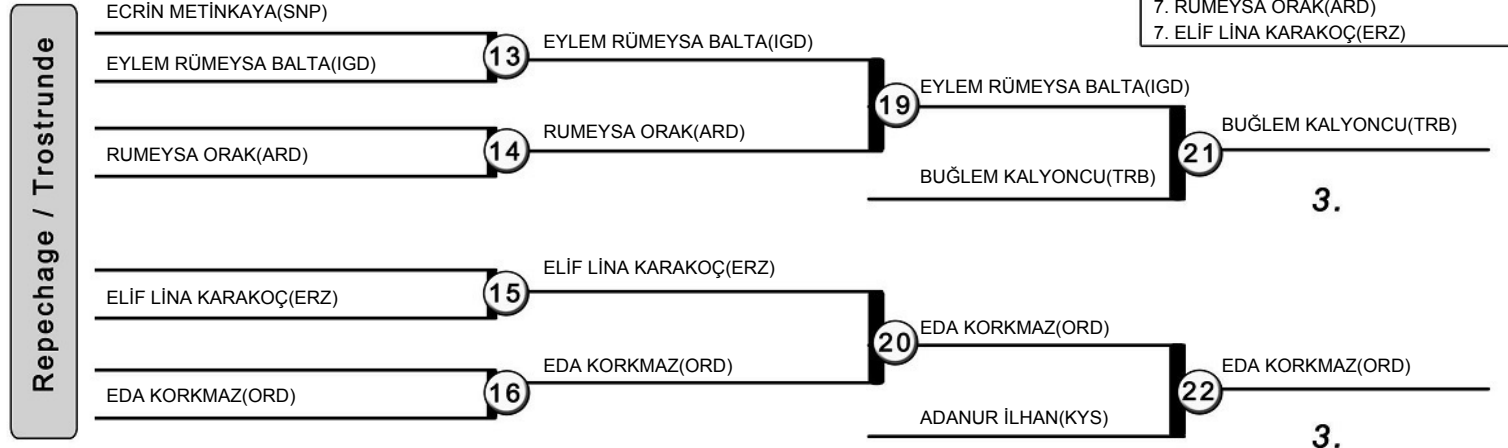 Repechage / Trostrunde
7. RUMEYSA ORAK(ARD)
7. ELİF LİNA KARAKOÇ(ERZ)
ECRİN METİNKAYA(SNP)
EYLEM RÜMEYSA BALTA(IGD)
13
EYLEM RÜMEYSA BALTA(IGD)
RUMEYSA ORAK(ARD)
14
RUMEYSA ORAK(ARD)
19
EYLEM RÜMEYSA BALTA(IGD)
BUĞLEM KALYONCU(TRB)
21
BUĞLEM KALYONCU(TRB)
3.
ELİF LİNA KARAKOÇ(ERZ)
15
ELİF LİNA KARAKOÇ(ERZ)
EDA KORKMAZ(ORD)
16
EDA KORKMAZ(ORD)
20
EDA KORKMAZ(ORD)
ADANUR İLHAN(KYS)
22
EDA KORKMAZ(ORD)
3.